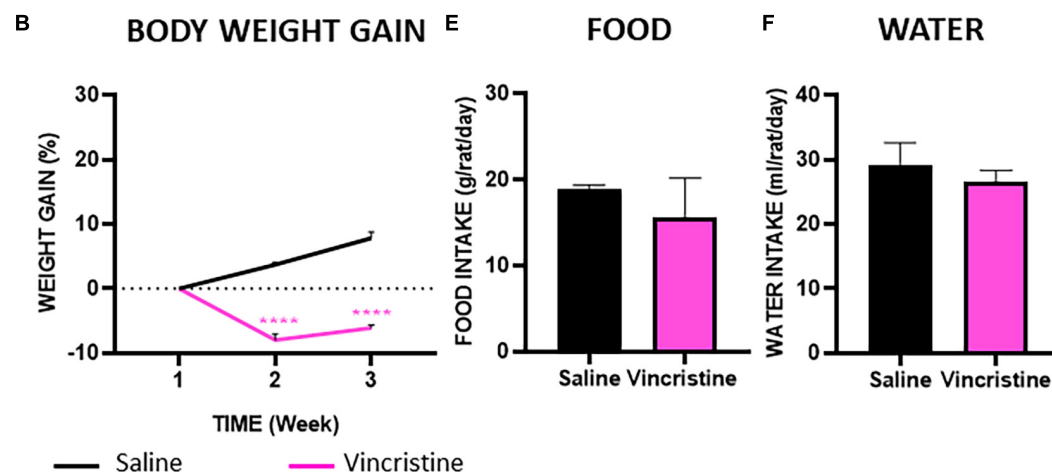 B BODY WEIGHT GAIN
WEIGHT GAIN (%)
30
20
10
0
-10
**** ****
1 2 3
TIME (Week)
Saline Vincristine
E FOOD
FOOD INTAKE (g/rat/day)
30
20
10
0
Saline Vincristine
F WATER
WATER INTAKE (ml/rat/day)
40
30
20
10
0
Saline Vincristine